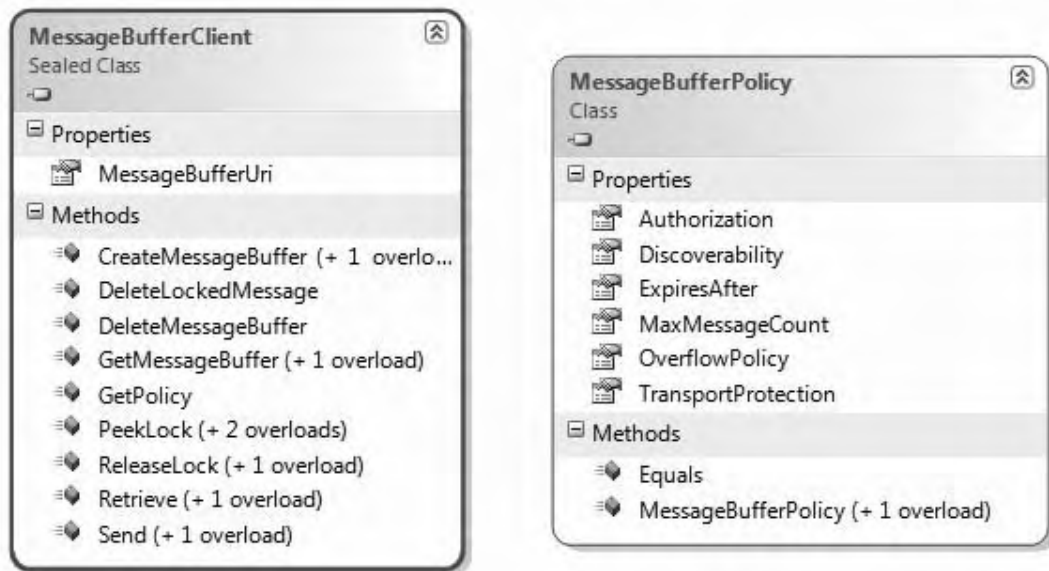 MessageBufferClient
Sealed Class
Properties
MessageBufferUri
Methods
CreateMessageBuffer (+ 1 overlo...
DeleteLockedMessage
DeleteMessageBuffer
GetMessageBuffer (+ 1 overload)
GetPolicy
PeekLock (+ 2 overloads)
ReleaseLock (+ 1 overload)
Retrieve (+ 1 overload)
Send (+ 1 overload)
MessageBufferPolicy
Class
Properties
Authorization
Discoverability
ExpiresAfter
MaxMessageCount
OverflowPolicy
TransportProtection
Methods
Equals
MessageBufferPolicy (+ 1 overload)